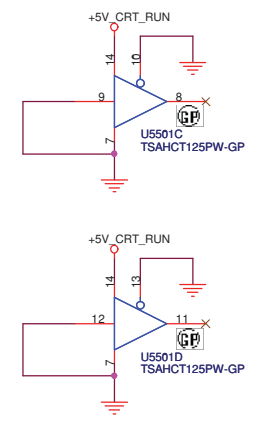 +5V_CRT_RUN
14
10
9
8
GP
7
U5501C
TSAHCT125PW-GP
+5V_CRT_RUN
14
13
12
11
GP
7
U5501D
TSAHCT125PW-GP